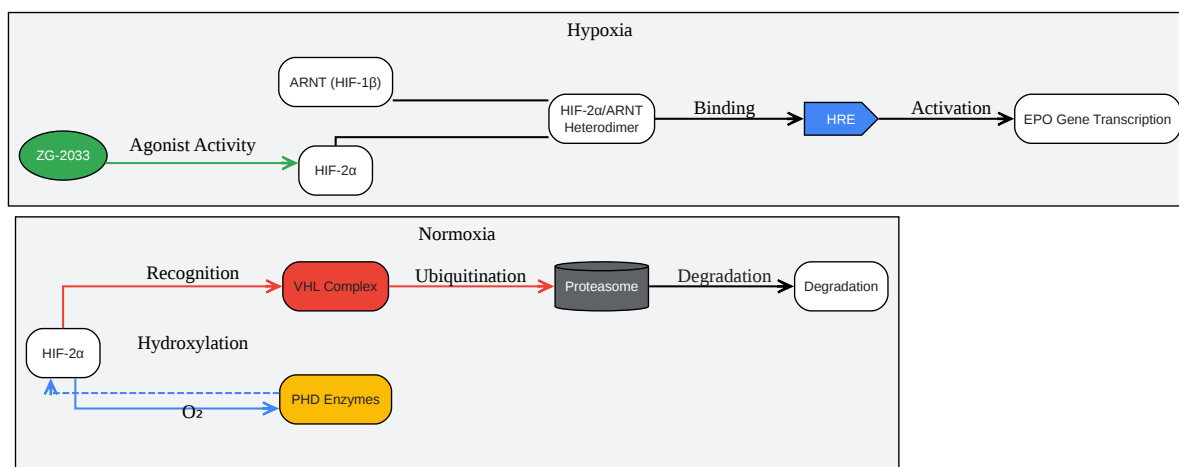 Hypoxia
ARNT (HIF-1β)
HIF-2α/ARNT
Heterodimer
Binding
HRE
Activation
EPO Gene Transcription
ZG-2033
Agonist Activity
HIF-2α
Normoxia
Recognition
VHL Complex
Ubiquitination
Proteasome
Degradation
Degradation
HIF-2α
Hydroxylation
PHD Enzymes
O₂